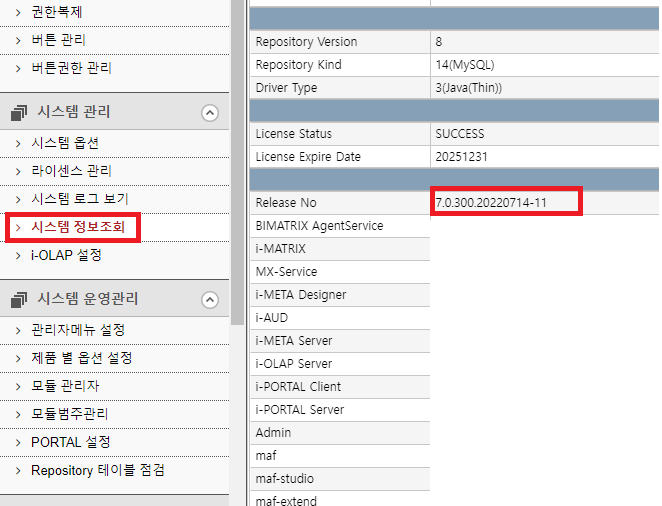 권한복제
버튼 관리
버튼권한 관리
시스템 관리
시스템 옵션
라이센스 관리
시스템 로그 보기
시스템 정보조회
i-OLAP 설정
시스템 운영관리
관리자메뉴 설정
제품 별 옵션 설정
모듈 관리자
모듈범주관리
PORTAL 설정
Repository 테이블 점검
Repository Version 8
Repository Kind 14(MySQL)
Driver Type 3(Java(Thin))
License Status SUCCESS
License Expire Date 20251231
Release No 7.0.300.20220714-11
BIMATRIX AgentService
i-MATRIX
MX-Service
i-META Designer
i-AUD
i-META Server
i-OLAP Server
i-PORTAL Client
i-PORTAL Server
Admin
maf
maf-studio
maf-extend